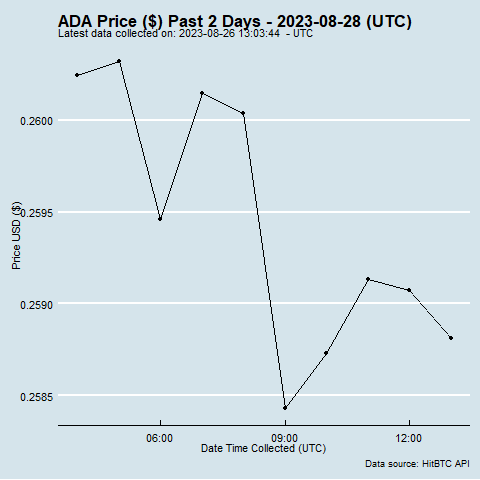 ADA Price ($) Past 2 Days - 2023-08-28 (UTC)
Latest data collected on: 2023-08-26 13:03:44  - UTC
0.2600
0.2595
0.2590
0.2585
Price USD ($)
06:00
09:00
12:00
Date Time Collected (UTC)
Data source: HitBTC API